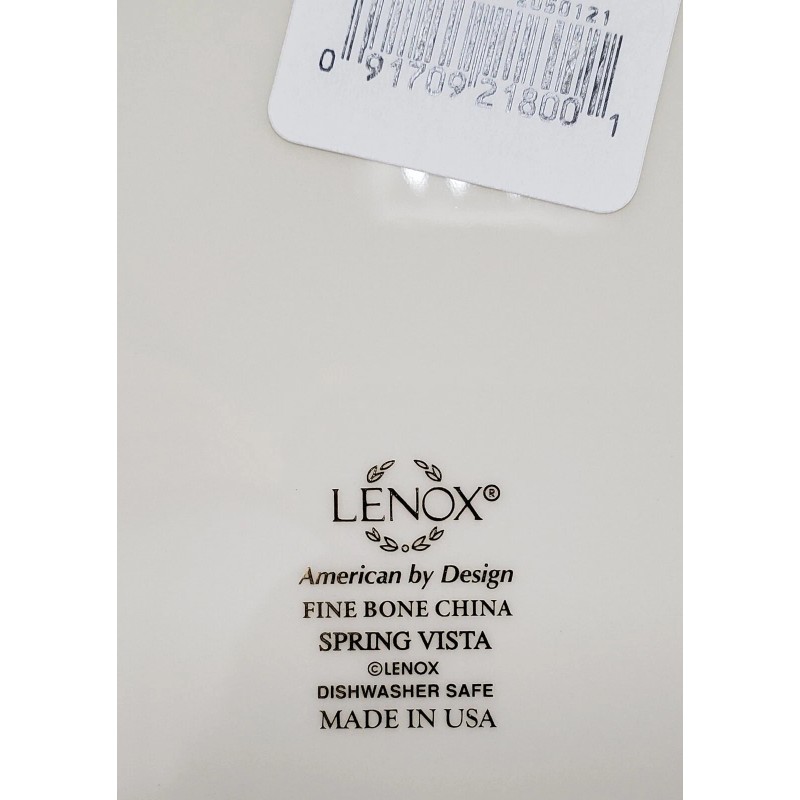 2060121
0 91709 21800 1
LENOX®
American by Design
FINE BONE CHINA
SPRING VISTA
©LENOX
DISHWASHER SAFE
MADE IN USA